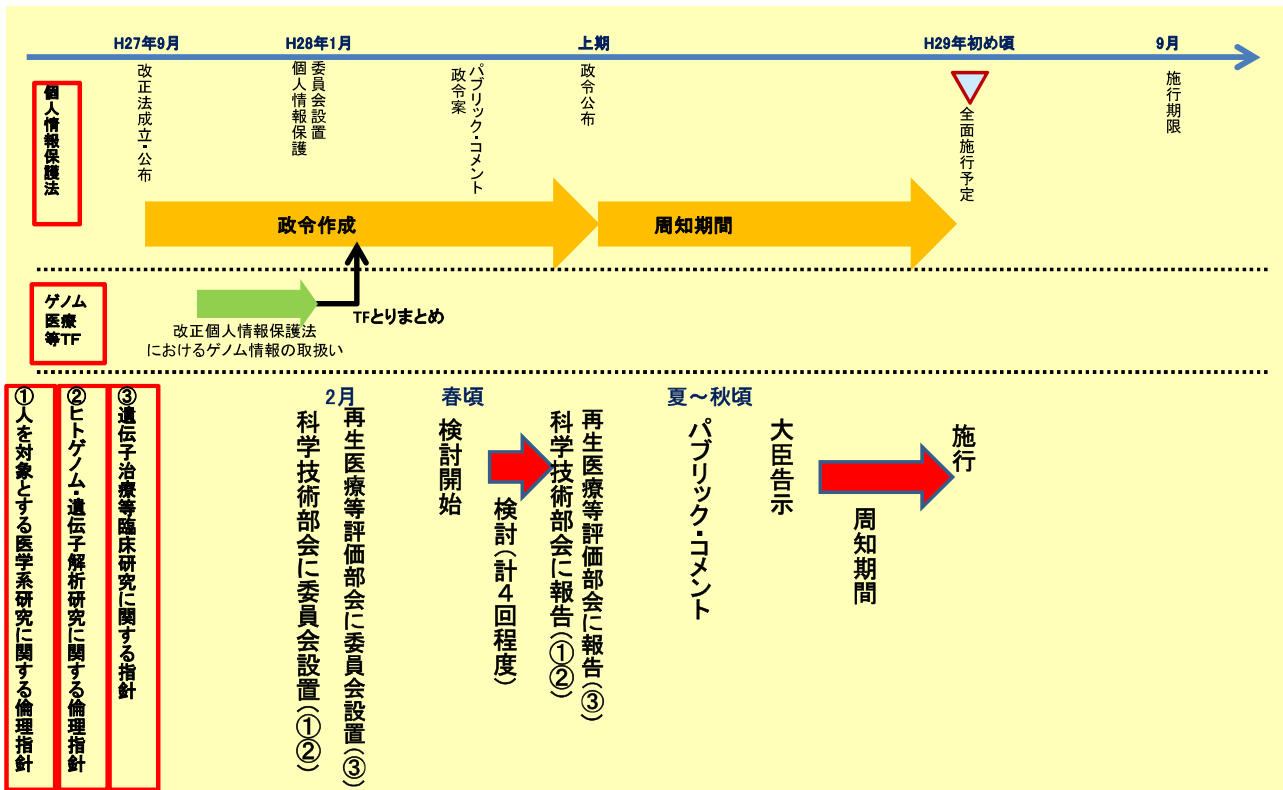 H27年9月
H28年1月
上期
H29年初め頃
9月
個人情報保護法
改正法成立・公布
個人情報保護
委員会設置
政令案
パブリック・コメント
政令公布
全面施行予定
施行期限
政令作成
周知期間
ゲノム
医療
等TF
TFとりまとめ
改正個人情報保護法
におけるゲノム情報の取扱い
①人を対象とする医学系研究に関する倫理指針
②ヒトゲノム・遺伝子解析研究に関する倫理指針
③遺伝子治療等臨床研究に関する指針
2月
科学技術部会に委員会設置(①②)
再生医療等評価部会に委員会設置(③)
春頃
検討開始
検討(計4回程度)
科学技術部会に報告(①②)
再生医療等評価部会に報告(③)
夏～秋頃
パブリック・コメント
大臣告示
周知期間
施行